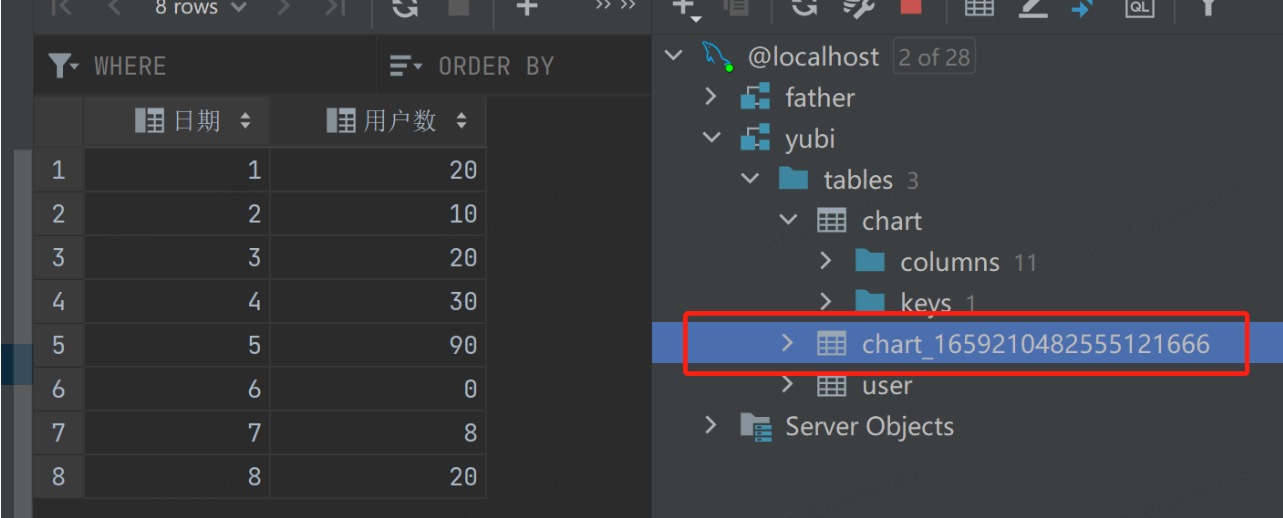 8 rows
WHERE
ORDER BY
日期 用户数
1 1 20
2 2 10
3 3 20
4 4 30
5 5 90
6 6 0
7 7 8
8 8 20
QL
@localhost 2 of 28
father
yubi
tables 3
chart
columns 11
keys 1
chart_1659210482555121666
user
Server Objects